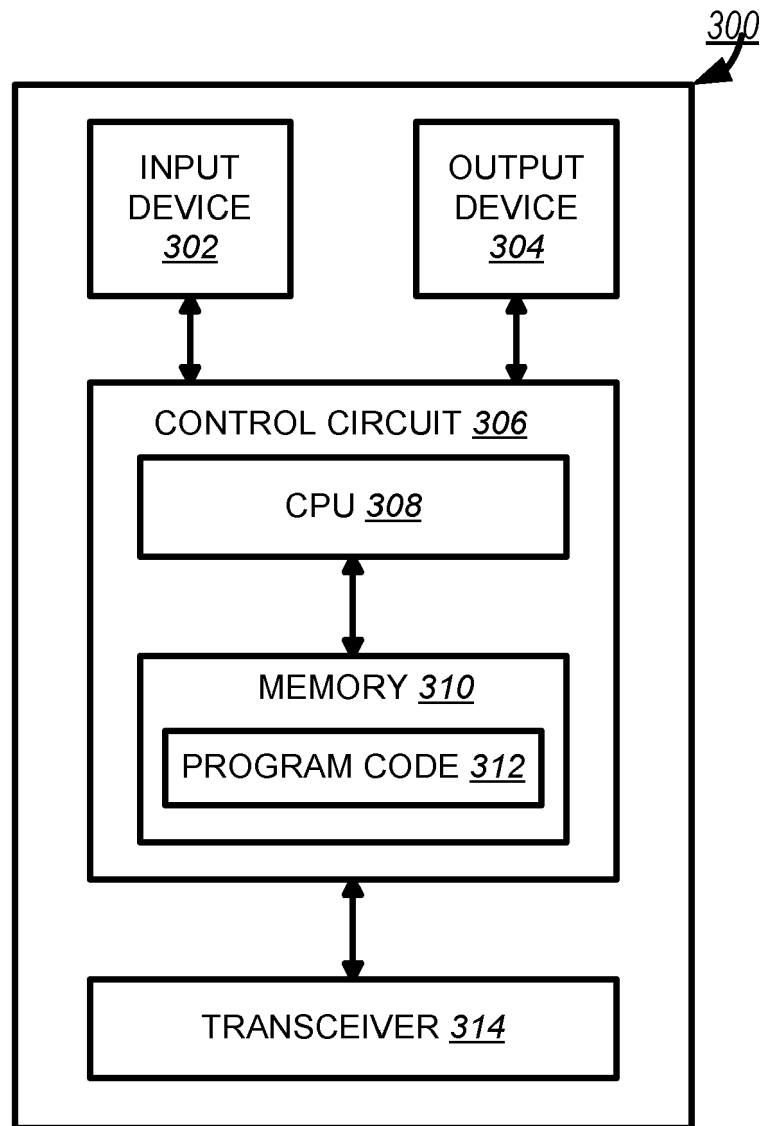 300
INPUT
DEVICE
302
OUTPUT
DEVICE
304
CONTROL CIRCUIT 306
CPU 308
MEMORY 310
PROGRAM CODE 312
TRANSCEIVER 314